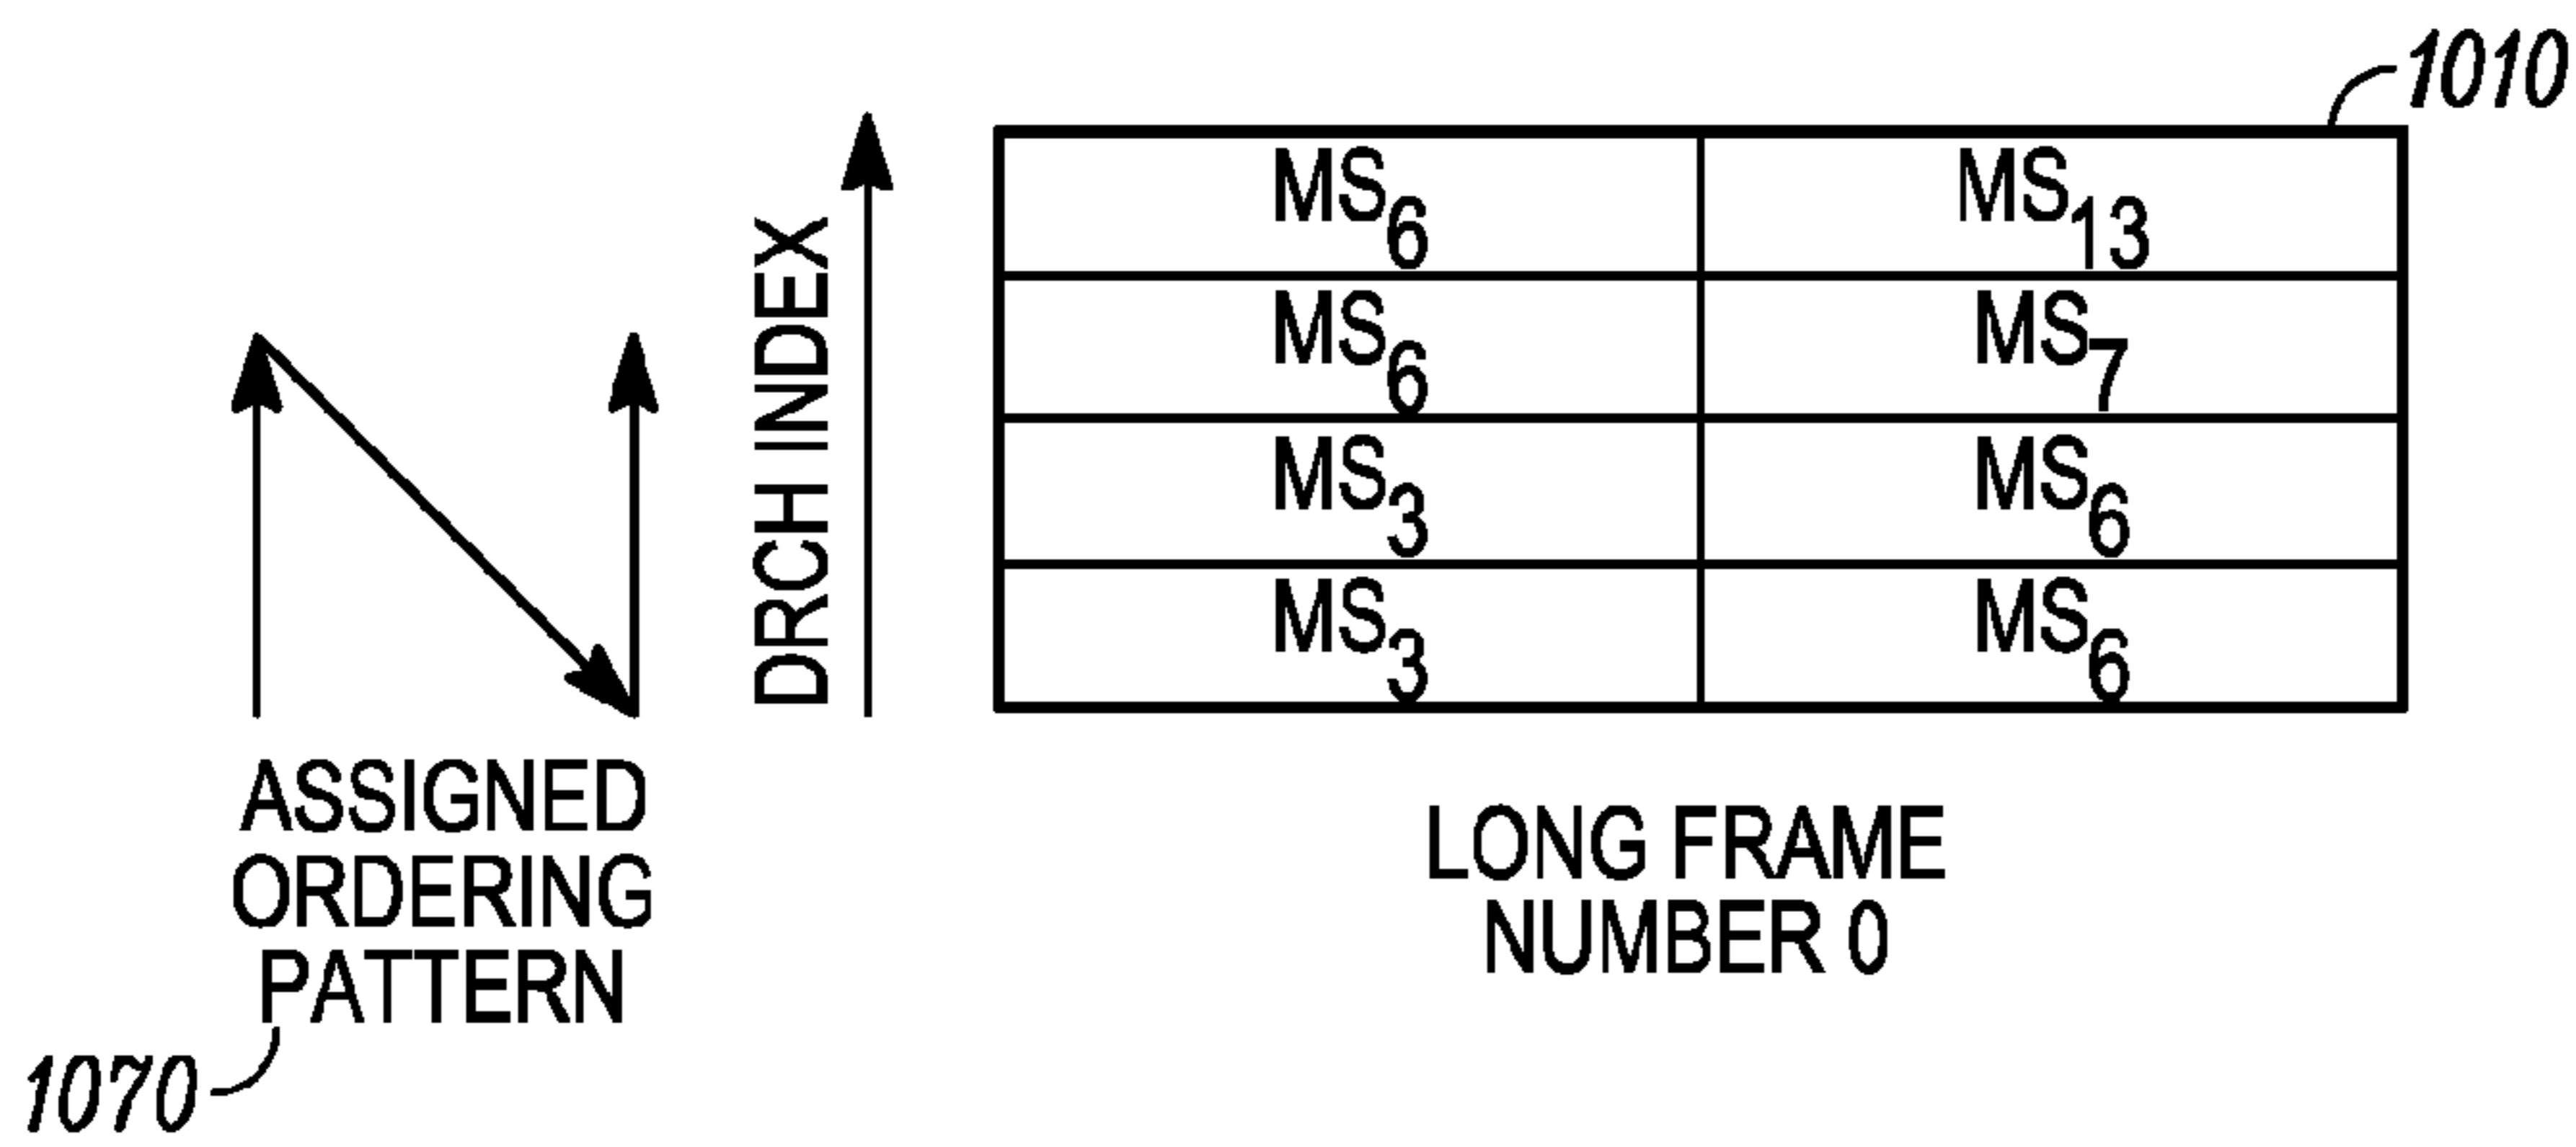 1010
DRCH INDEX
MS6 MS13
MS6 MS7
MS3 MS6
MS3 MS6
ASSIGNED
ORDERING
PATTERN
1070
LONG FRAME
NUMBER 0